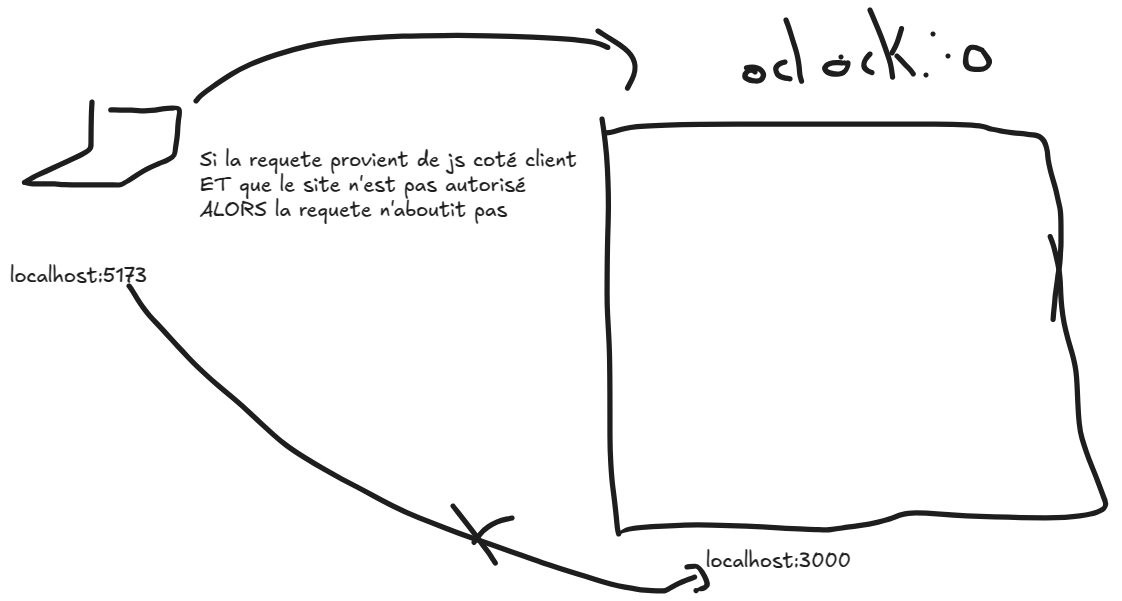 oclock.io
Si la requete provient de js coté client
ET que le site n'est pas autorisé
ALORS la requete n'aboutit pas
localhost:5173
localhost:3000